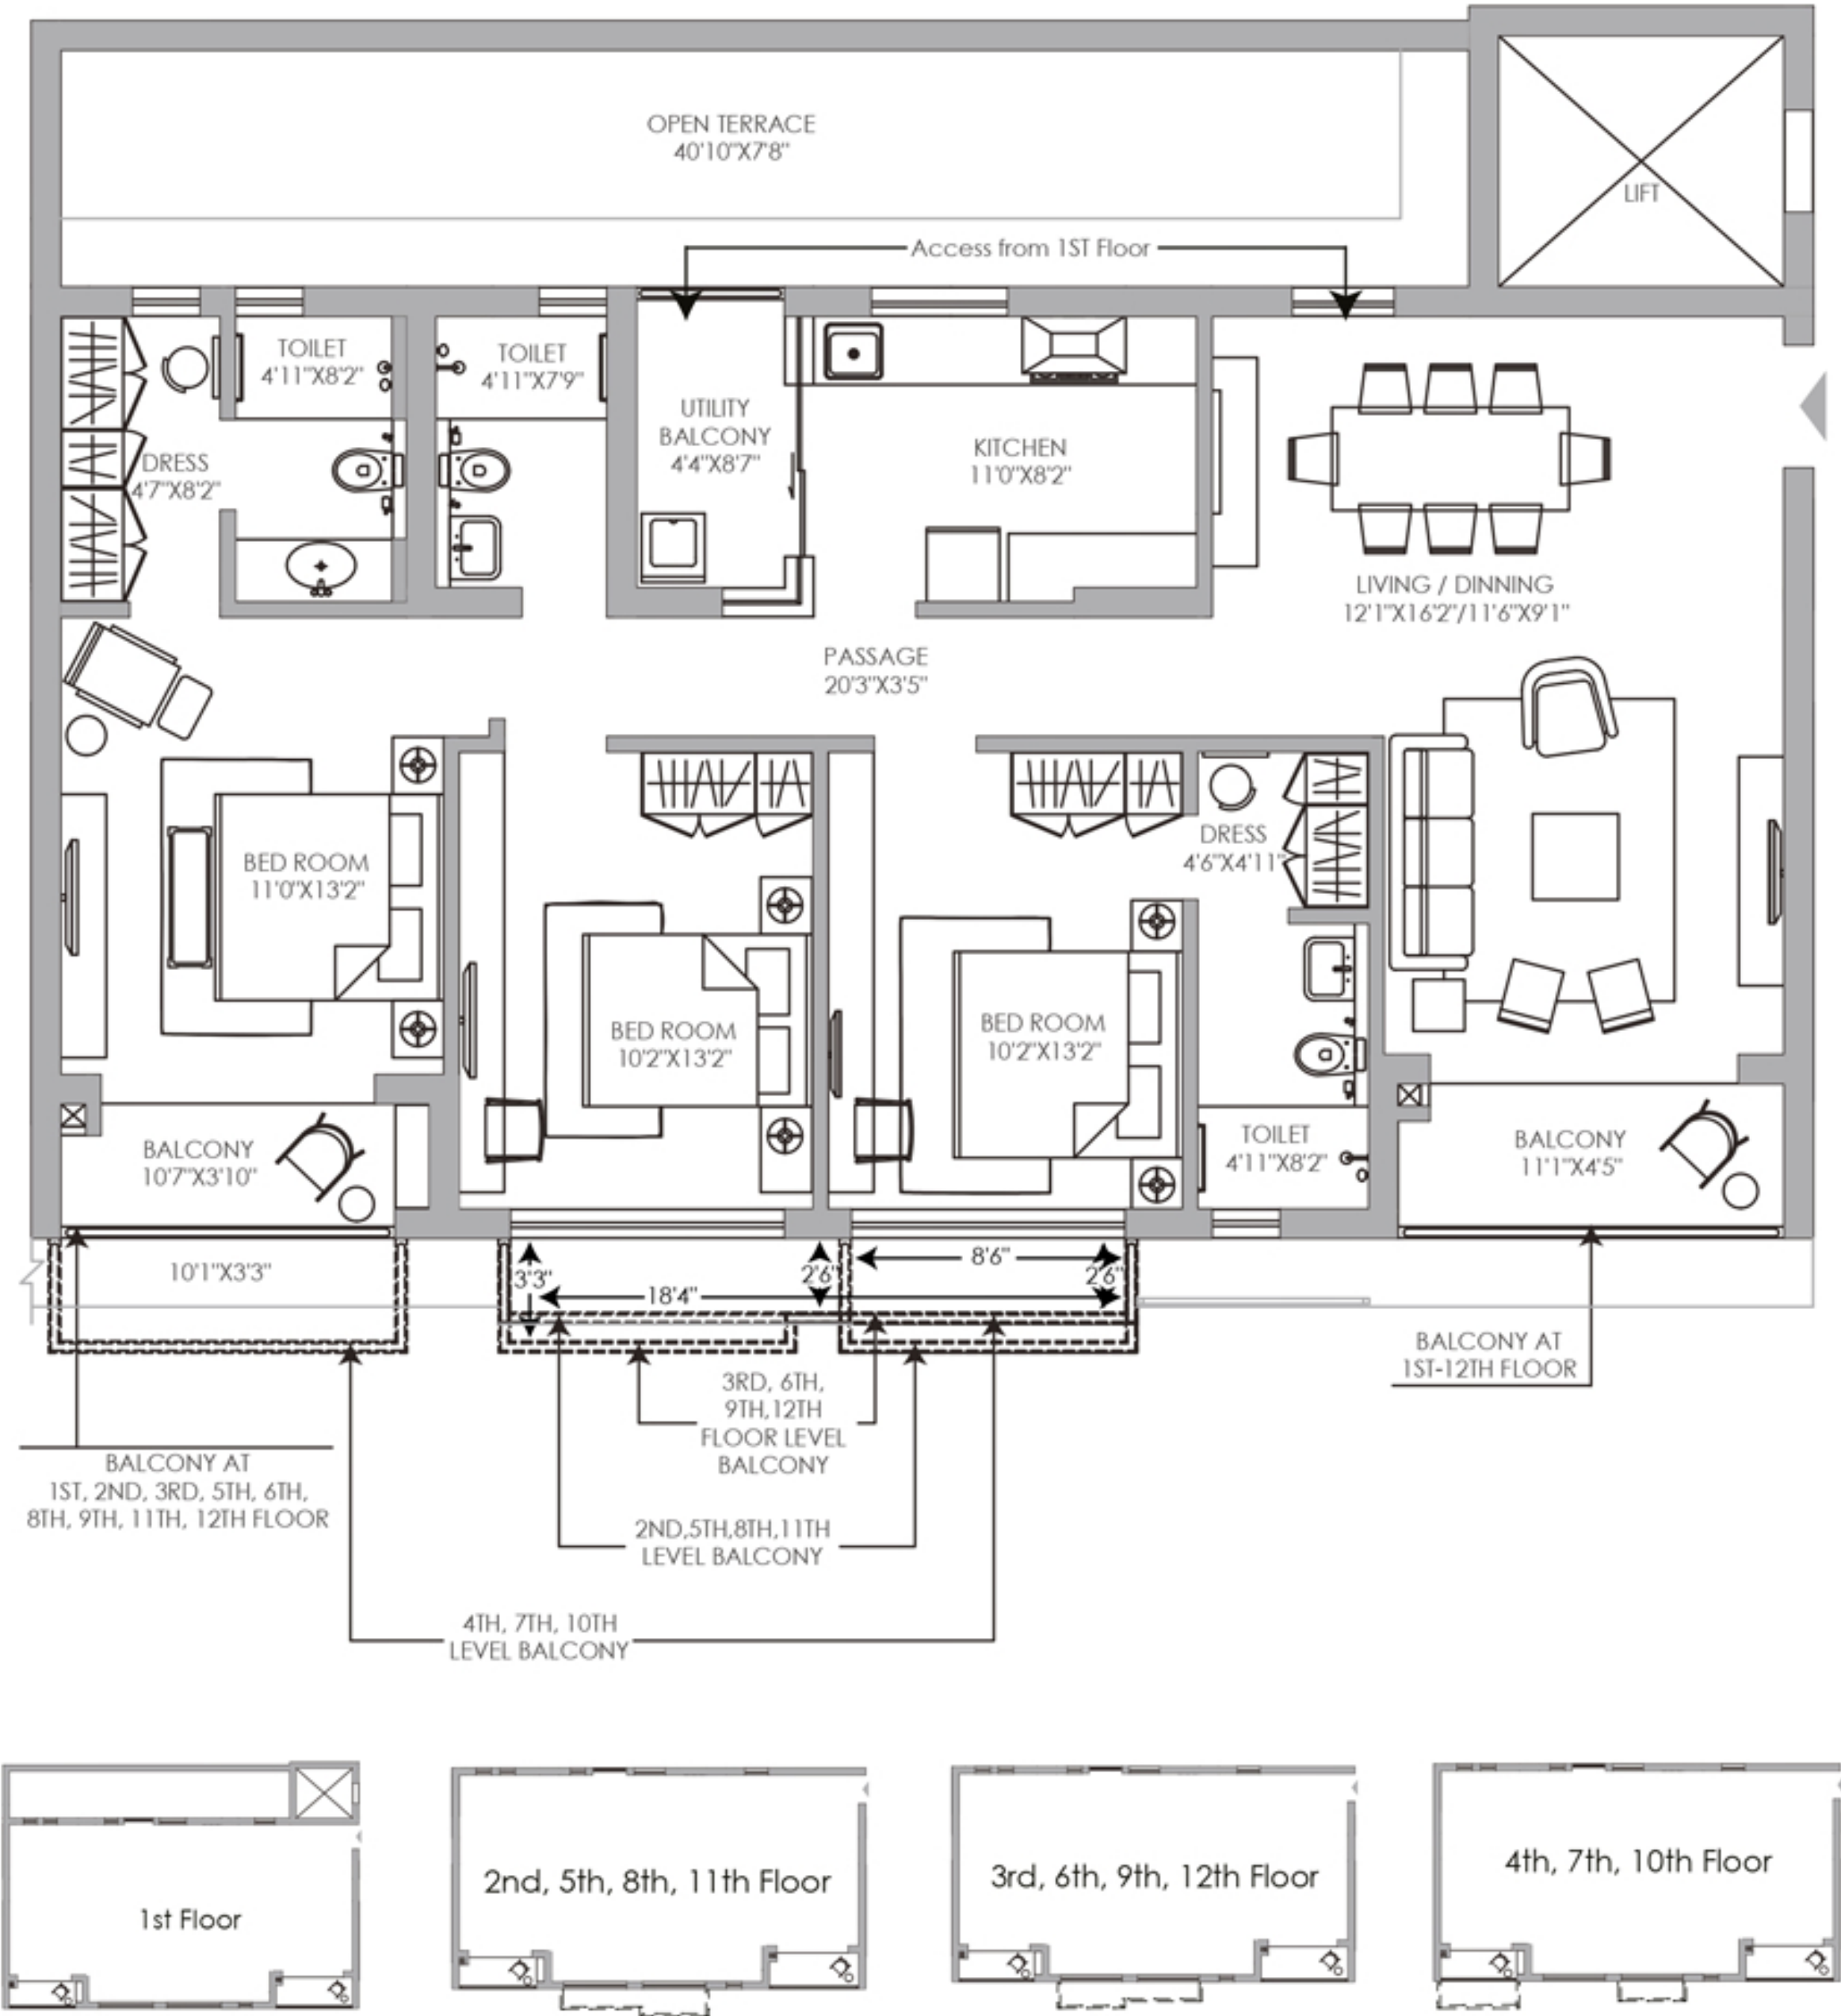 OPEN TERRACE
40'10"X7'8"
LIFT
Access from 1ST Floor
TOILET
4'11"X8'2"
TOILET
4'11"X7'9"
UTILITY
BALCONY
4'4"X8'7"
KITCHEN
11'0"X8'2"
DRESS
4'7"X8'2"
LIVING / DINNING
12'1"X16'2"/11'6"X9'1"
PASSAGE
20'3"X3'5"
DRESS
4'6"X4'11"
BED ROOM
11'0"X13'2"
BED ROOM
10'2"X13'2"
BED ROOM
10'2"X13'2"
BALCONY
10'7"X3'10"
TOILET
4'11"X8'2"
BALCONY
11'1"X4'5"
10'1"X3'3"
3'3"
18'4"
2'6"
8'6"
2'6"
BALCONY AT
1ST-12TH FLOOR
3RD, 6TH,
9TH,12TH
FLOOR LEVEL
BALCONY
BALCONY AT
1ST, 2ND, 3RD, 5TH, 6TH,
8TH, 9TH, 11TH, 12TH FLOOR
2ND,5TH,8TH,11TH
LEVEL BALCONY
4TH, 7TH, 10TH
LEVEL BALCONY
1st Floor
2nd, 5th, 8th, 11th Floor
3rd, 6th, 9th, 12th Floor
4th, 7th, 10th Floor